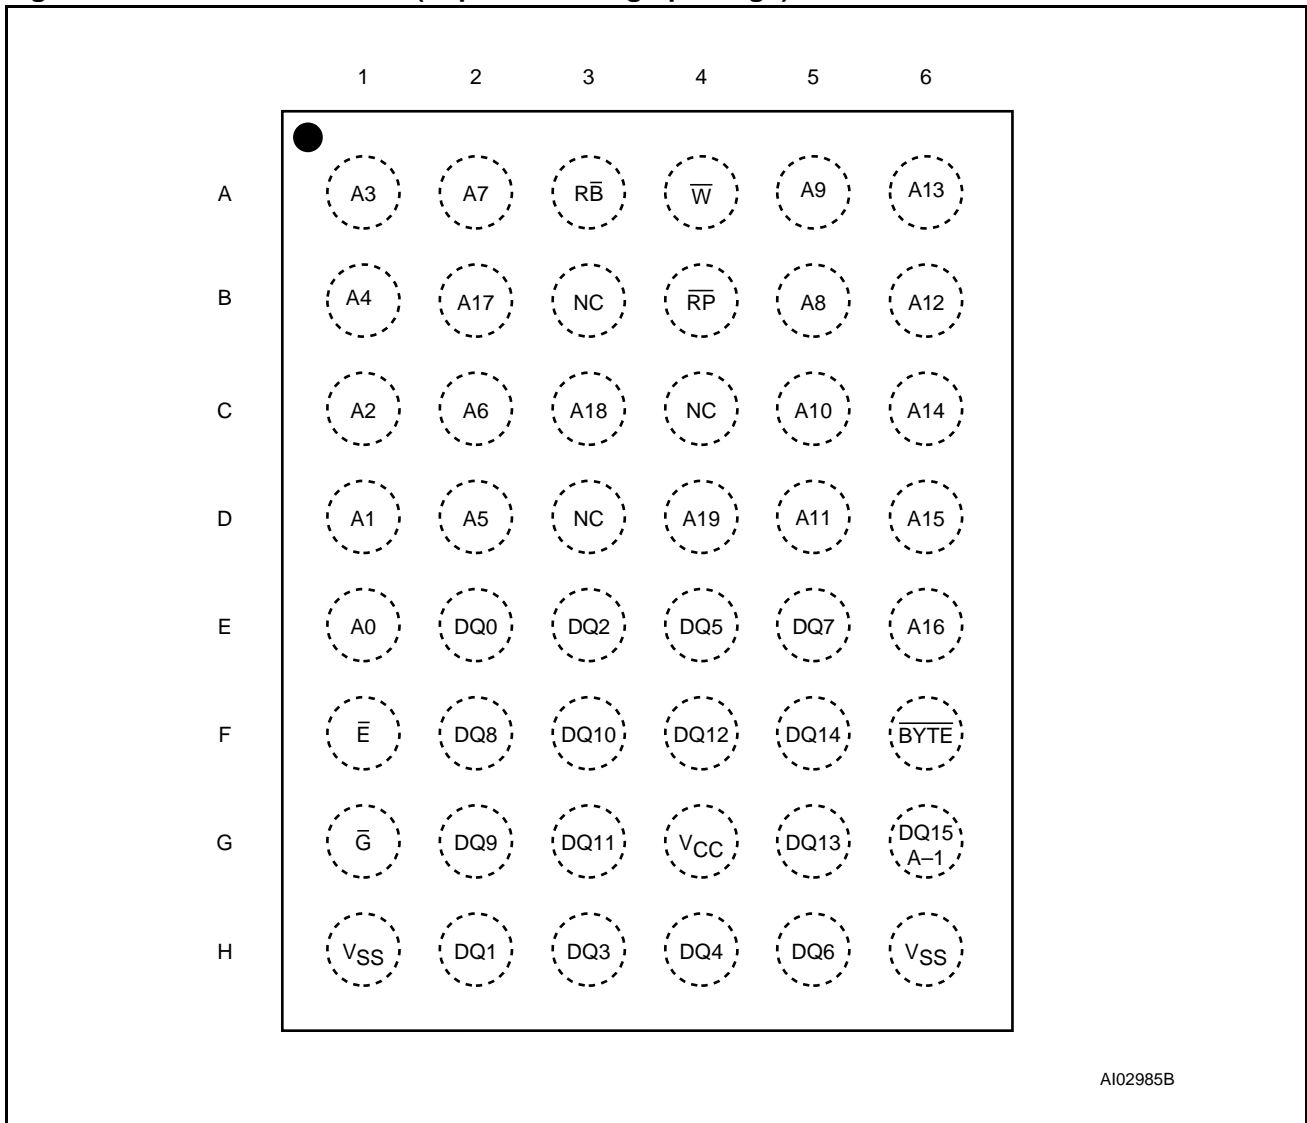 1 2 3 4 5 6
A A3 A7 RB̅ W̅ A9 A13
B A4 A17 NC R̅P̅ A8 A12
C A2 A6 A18 NC A10 A14
D A1 A5 NC A19 A11 A15
E A0 DQ0 DQ2 DQ5 DQ7 A16
F E̅ DQ8 DQ10 DQ12 DQ14 B̅Y̅T̅E̅
G G̅ DQ9 DQ11 VCC DQ13 DQ15 A–1
H VSS DQ1 DQ3 DQ4 DQ6 VSS
AI02985B